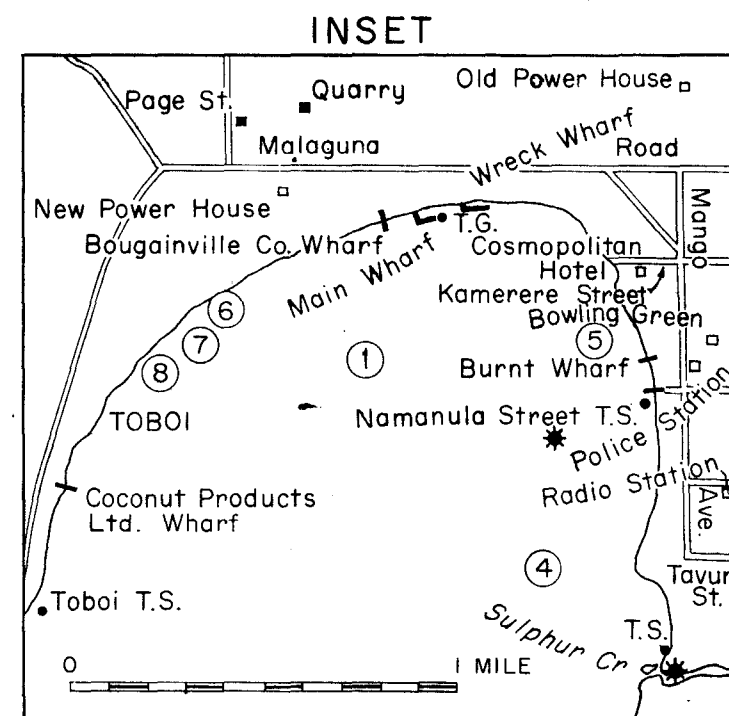 INSET
Old Power House
Page St.
Quarry
Malaguna
Road
Wreck Wharf
New Power House
Mango
T.G.
Bougainville Co. Wharf
Main Wharf
Cosmopolitan
Hotel
Kamerere Street
Bowling Green
6
7
8
1
5
Burnt Wharf
TOBOI
Namanula Street T.S.
Police Station
Radio Station
Ave.
Coconut Products
Ltd. Wharf
4
Tavur
St.
Toboi T.S.
Sulphur Cr
T.S.
0
1 MILE